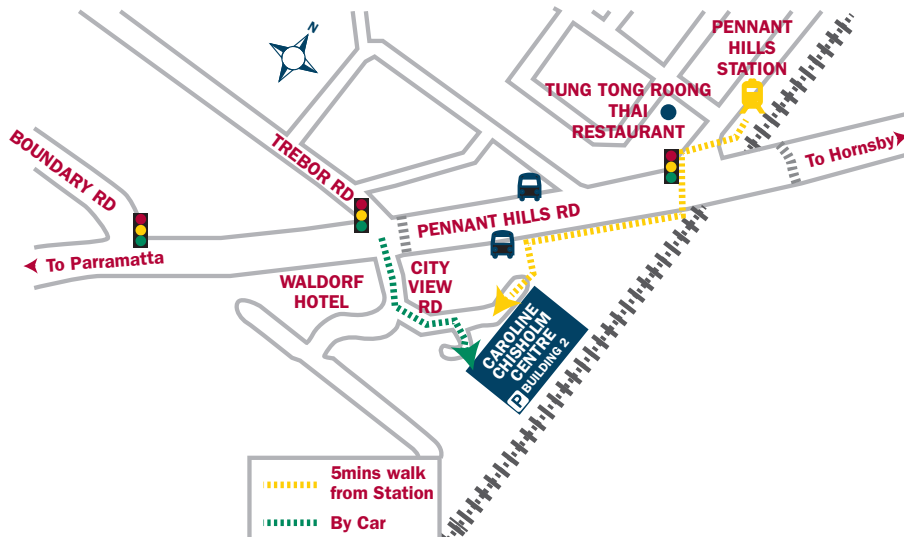 N
PENNANT
HILLS
STATION
TUNG TONG ROONG
THAI
RESTAURANT
BOUNDARY RD
TREBOR RD
To Hornsby
PENNANT HILLS RD
To Parramatta
WALDORF
HOTEL
CITY
VIEW
RD
CAROLINE
CHISHOLM
CENTRE
P BUILDING 2
5mins walk
from Station
By Car